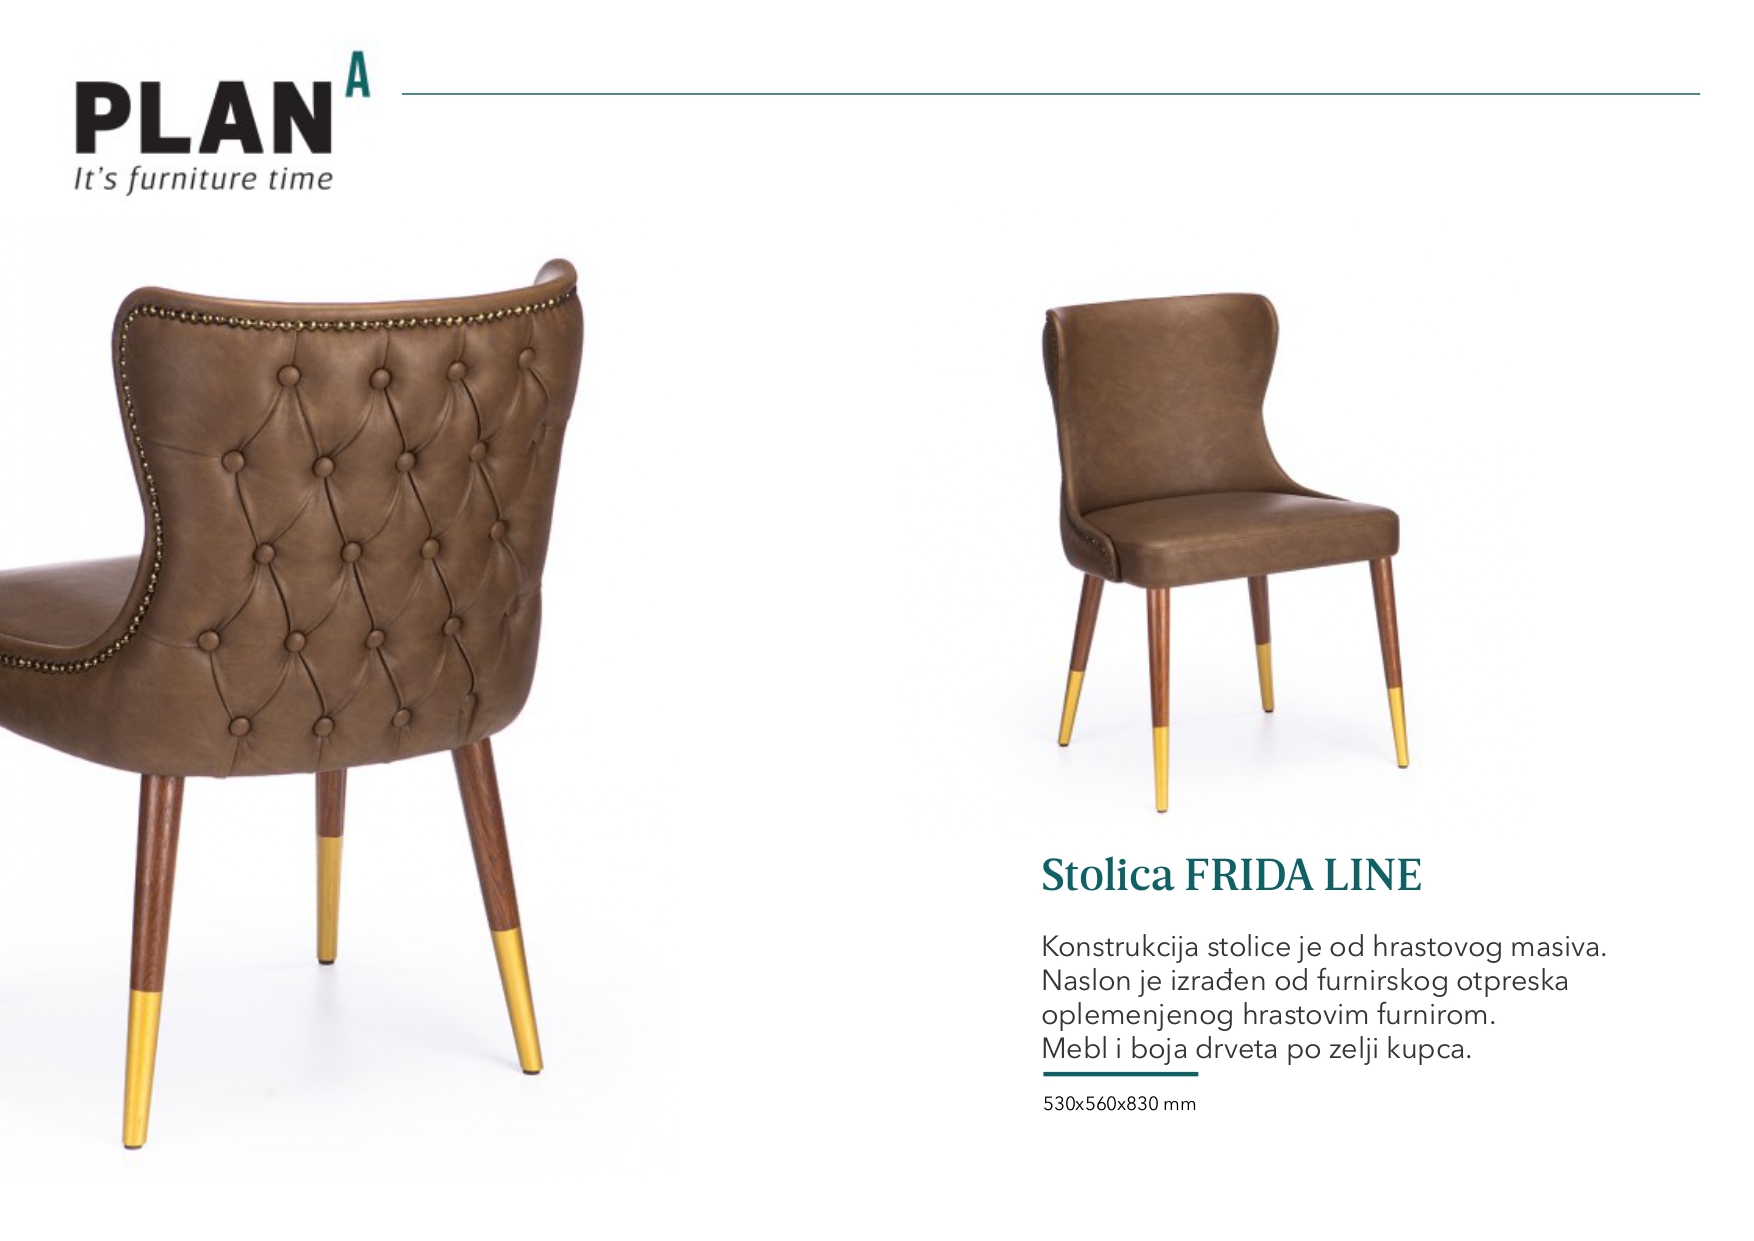 PLAN A
It's furniture time
Stolica FRIDA LINE
Konstrukcija stolice je od hrastovog masiva.
Naslon je izrađen od furnirskog otpreska
oplemenjenog hrastovim furnirom.
Mebl i boja drveta po zelji kupca.
530x560x830 mm